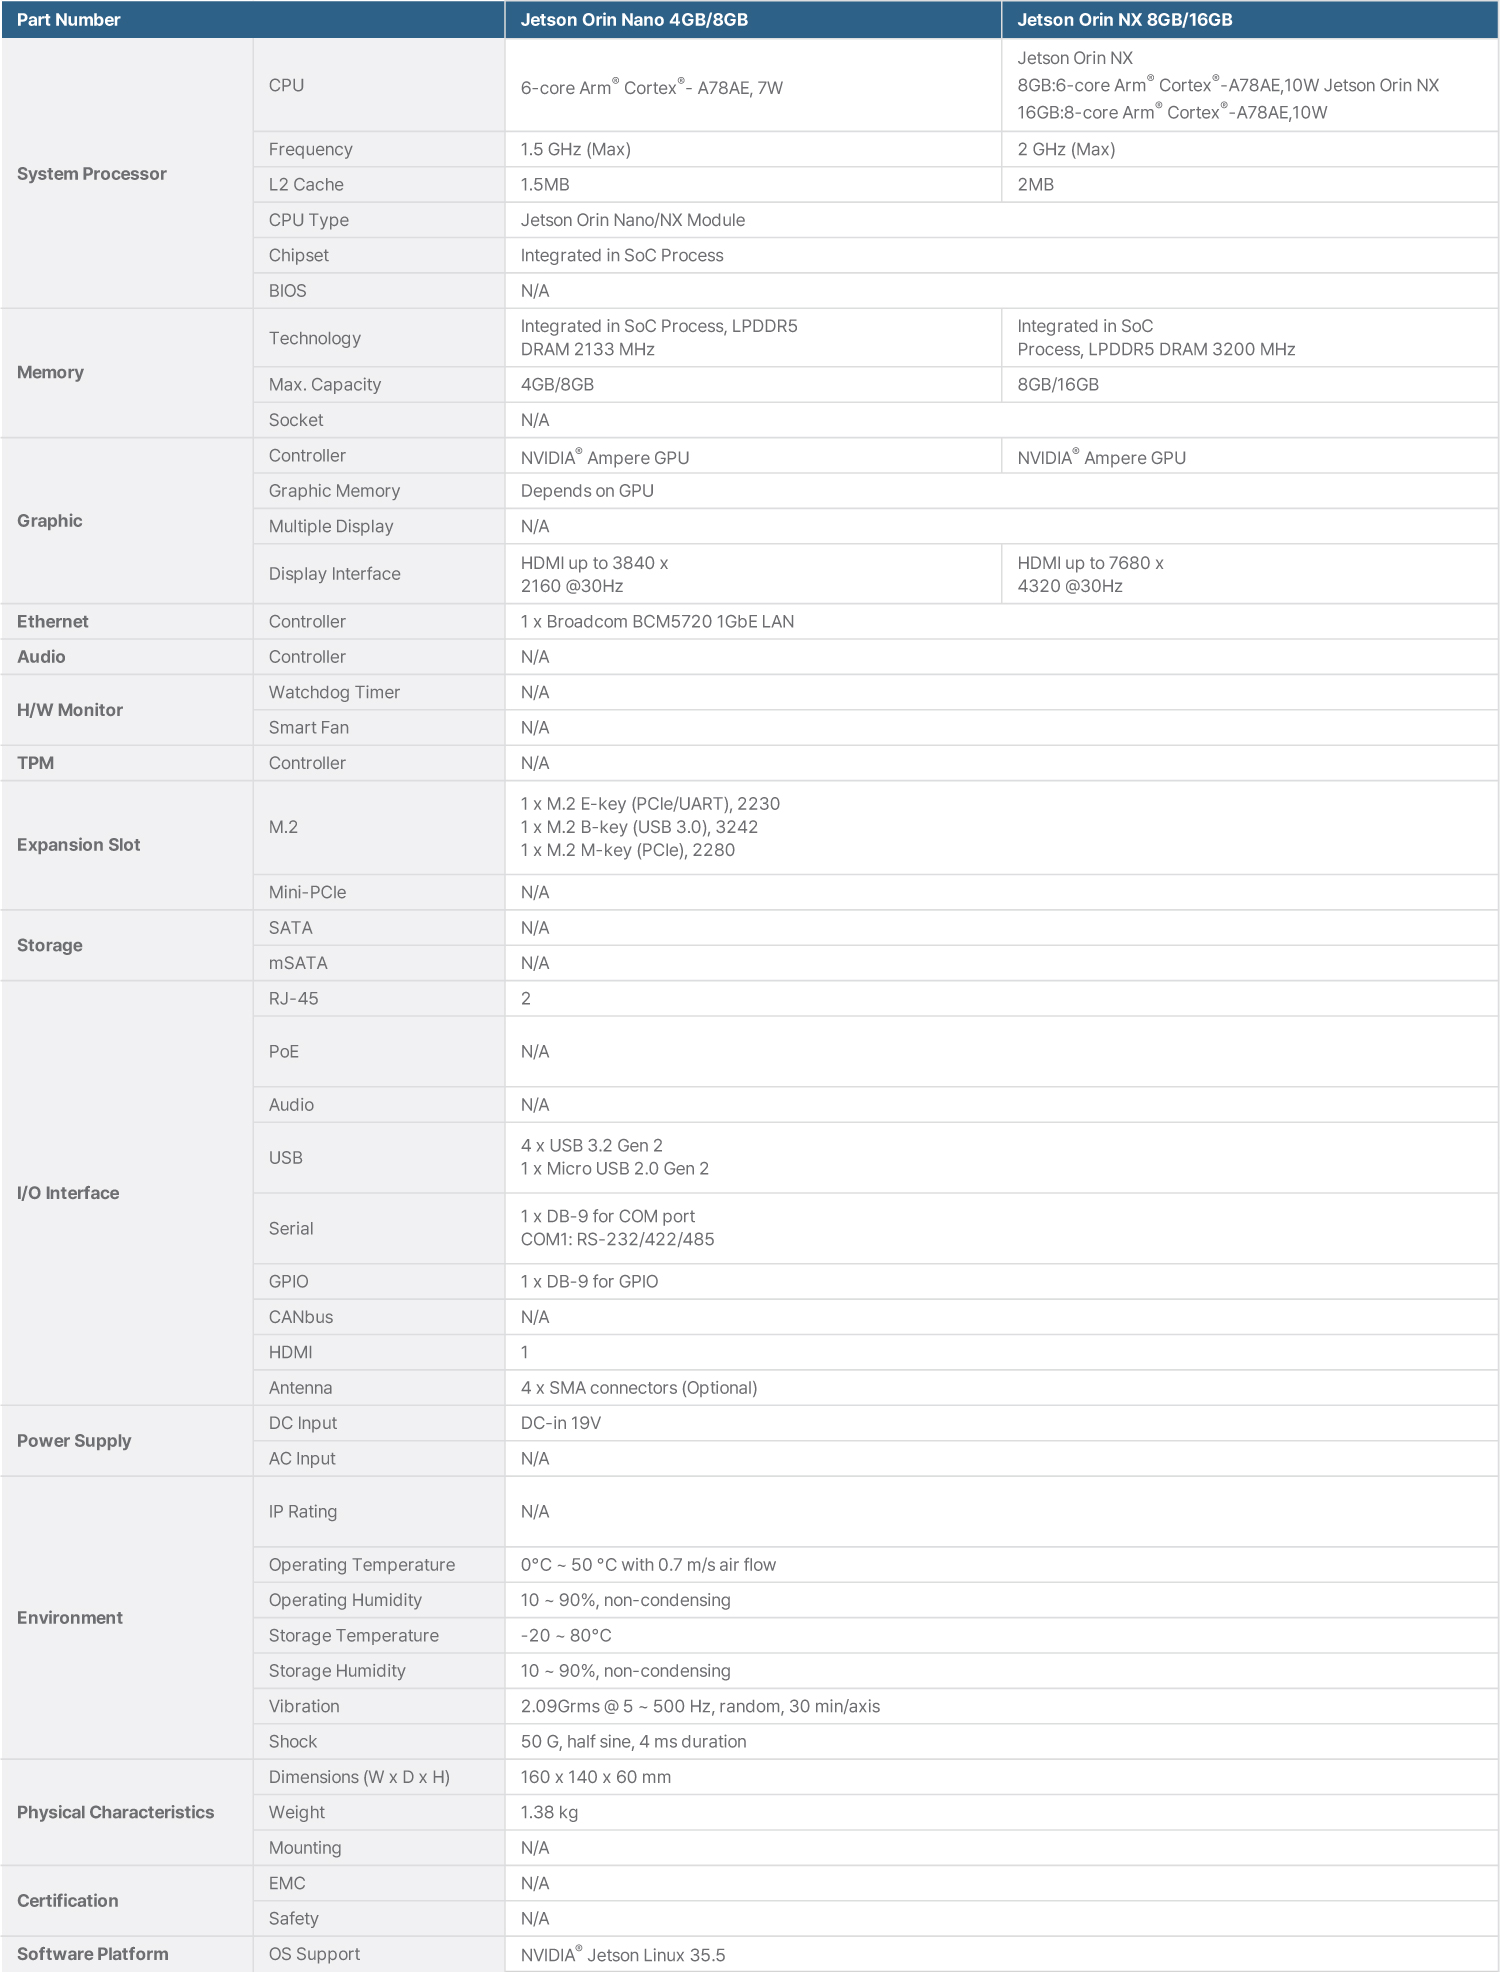 Part Number Jetson Orin Nano 4GB/8GB Jetson Orin NX 8GB/16GB
System Processor
CPU
6-core Arm® Cortex®- A78AE, 7W
Jetson Orin NX
8GB:6-core Arm® Cortex®-A78AE,10W Jetson Orin NX
16GB:8-core Arm® Cortex®-A78AE,10W
Frequency 1.5 GHz (Max) 2 GHz (Max)
L2 Cache 1.5MB 2MB
CPU Type Jetson Orin Nano/NX Module
Chipset Integrated in SoC Process
BIOS N/A
Memory
Technology
Integrated in SoC Process, LPDDR5
DRAM 2133 MHz
Integrated in SoC
Process, LPDDR5 DRAM 3200 MHz
Max. Capacity 4GB/8GB 8GB/16GB
Socket N/A
Graphic
Controller NVIDIA® Ampere GPU NVIDIA® Ampere GPU
Graphic Memory Depends on GPU
Multiple Display N/A
Display Interface
HDMI up to 3840 x
2160 @30Hz
HDMI up to 7680 x
4320 @30Hz
Ethernet Controller 1 x Broadcom BCM5720 1GbE LAN
Audio Controller N/A
H/W Monitor
Watchdog Timer N/A
Smart Fan N/A
TPM Controller N/A
Expansion Slot
M.2
1 x M.2 E-key (PCIe/UART), 2230
1 x M.2 B-key (USB 3.0), 3242
1 x M.2 M-key (PCIe), 2280
Mini-PCIe N/A
Storage
SATA N/A
mSATA N/A
I/O Interface
RJ-45 2
PoE N/A
Audio N/A
USB
4 x USB 3.2 Gen 2
1 x Micro USB 2.0 Gen 2
Serial
1 x DB-9 for COM port
COM1: RS-232/422/485
GPIO 1 x DB-9 for GPIO
CANbus N/A
HDMI 1
Antenna 4 x SMA connectors (Optional)
Power Supply
DC Input DC-in 19V
AC Input N/A
Environment
IP Rating N/A
Operating Temperature 0°C ~ 50 °C with 0.7 m/s air flow
Operating Humidity 10 ~ 90%, non-condensing
Storage Temperature -20 ~ 80°C
Storage Humidity 10 ~ 90%, non-condensing
Vibration 2.09Grms @ 5 ~ 500 Hz, random, 30 min/axis
Shock 50 G, half sine, 4 ms duration
Physical Characteristics
Dimensions (W x D x H) 160 x 140 x 60 mm
Weight 1.38 kg
Mounting N/A
Certification
EMC N/A
Safety N/A
Software Platform OS Support NVIDIA® Jetson Linux 35.5